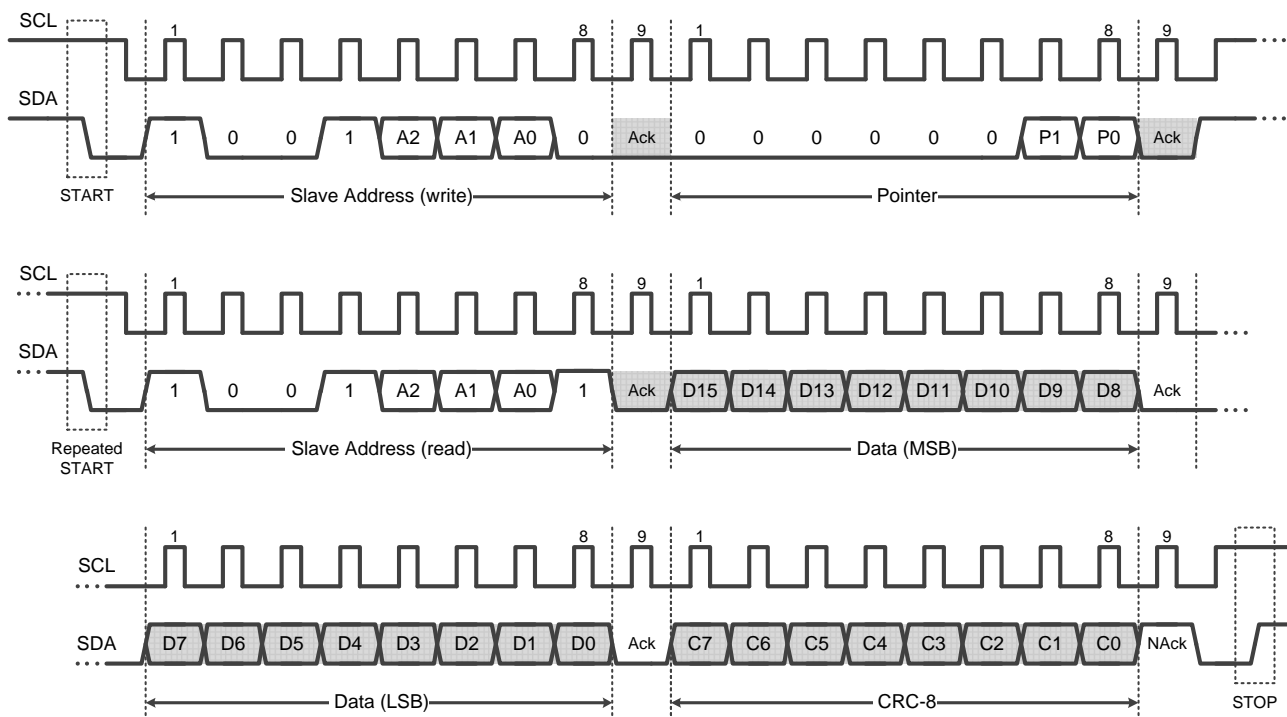 SCL
1 8 9 1 8 9
SDA
1 0 0 1 A2 A1 A0 0 Ack 0 0 0 0 0 0 P1 P0 Ack
START
Slave Address (write) Pointer
SCL
1 8 9 1 8 9
SDA
1 0 0 1 A2 A1 A0 1 Ack D15 D14 D13 D12 D11 D10 D9 D8 Ack
Repeated
START
Slave Address (read) Data (MSB)
1 8 9 1 8 9
SCL
SDA D7 D6 D5 D4 D3 D2 D1 D0 Ack C7 C6 C5 C4 C3 C2 C1 C0 NAck
Data (LSB) CRC-8 STOP